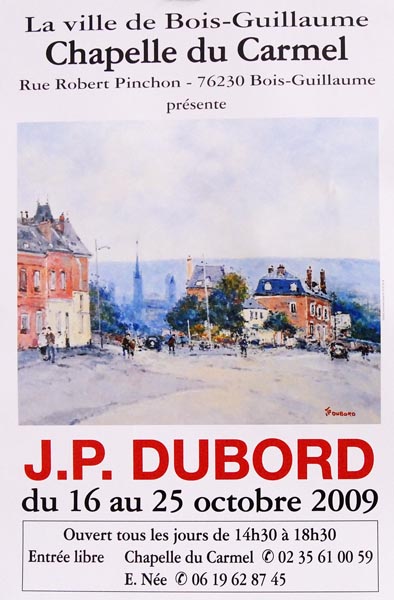 La ville de Bois-Guillaume
Chapelle du Carmel
Rue Robert Pinchon - 76230 Bois-Guillaume
présente
JP DUBORD
J.P. DUBORD
du 16 au 25 octobre 2009
Ouvert tous les jours de 14h30 à 18h30
Entrée libre Chapelle du Carmel ✆ 02 35 61 00 59
E. Née ✆ 06 19 62 87 45